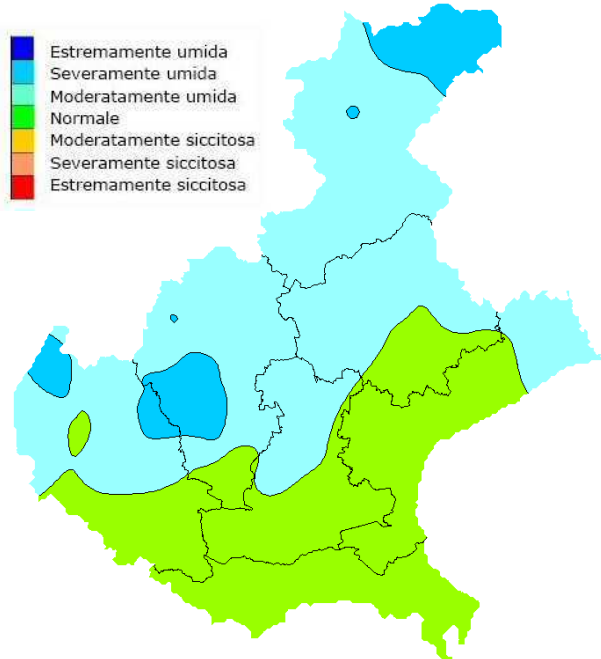 Estremamente umida
Severamente umida
Moderatamente umida
Normale
Moderatamente siccitosa
Severamente siccitosa
Estremamente siccitosa